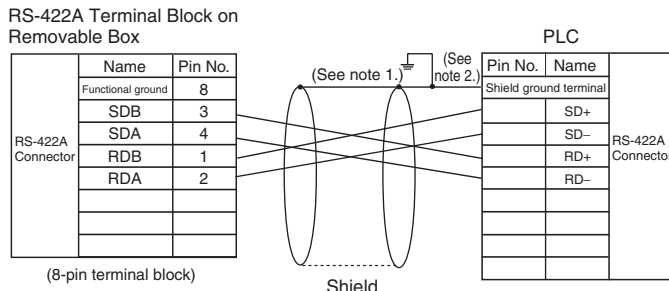 RS-422A Terminal Block on
Removable Box
PLC
Name Pin No.
Functional ground 8
SDB 3
SDA 4
RDB 1
RDA 2
RS-422A
Connector
(8-pin terminal block)
(See note 1.)
(See
note 2.)
Shield
Pin No. Name
Shield ground terminal
SD+
SD–
RD+
RD–
RS-422A
Connector